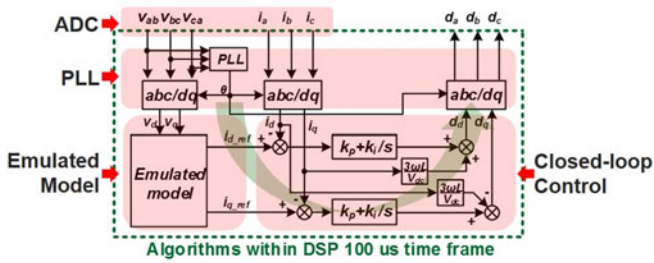 ADC
v_ab v_bc v_ca
i_a i_b i_c
d_a d_b d_c
PLL
PLL
θ
abc/dq
abc/dq
abc/dq
v_d v_q
i_d
i_q
d_d d_q
Emulated Model
Emulated model
i_d_ref
+ -
k_p+k_i/s
+ +
3ωL
V_dc
3ωL
V_dc
i_q_ref
+ -
k_p+k_i/s
+ -
Closed-loop Control
Algorithms within DSP 100 us time frame